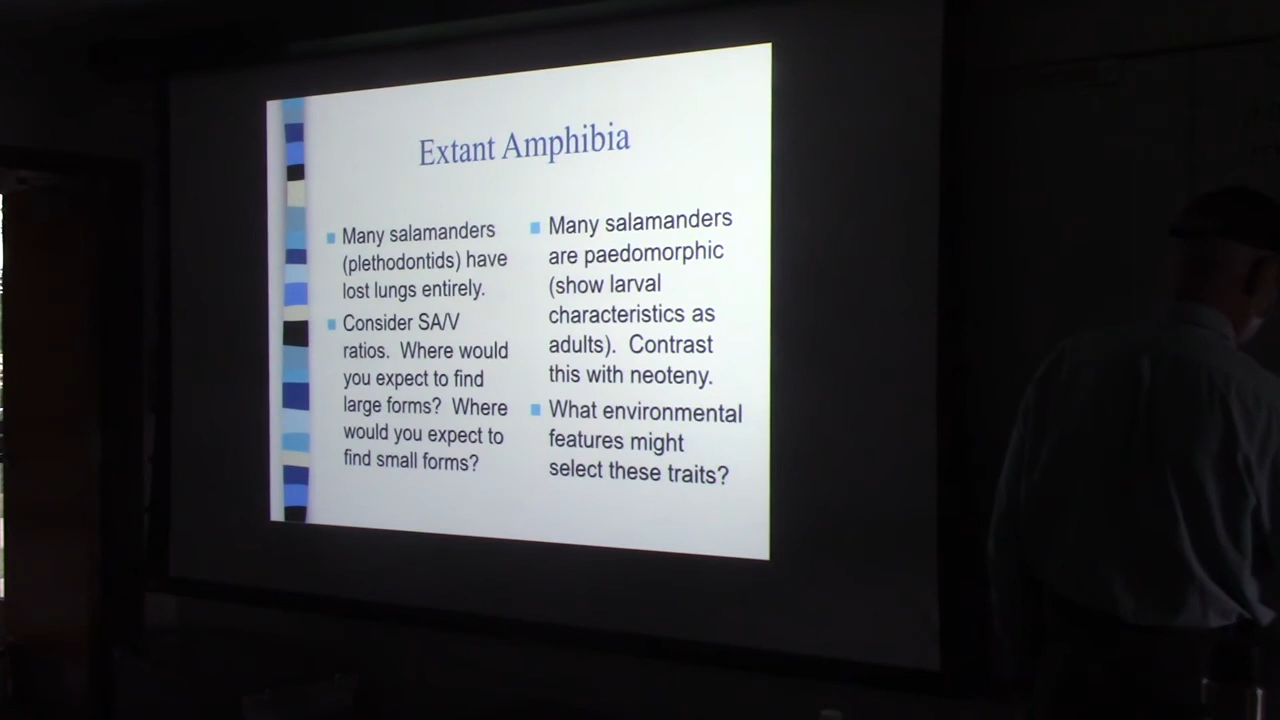 Extant Amphibia
Many salamanders
(plethodontids) have
lost lungs entirely.
Consider SA/V
ratios. Where would
you expect to find
large forms? Where
would you expect to
find small forms?
Many salamanders
are paedomorphic
(show larval
characteristics as
adults). Contrast
this with neoteny.
What environmental
features might
select these traits?